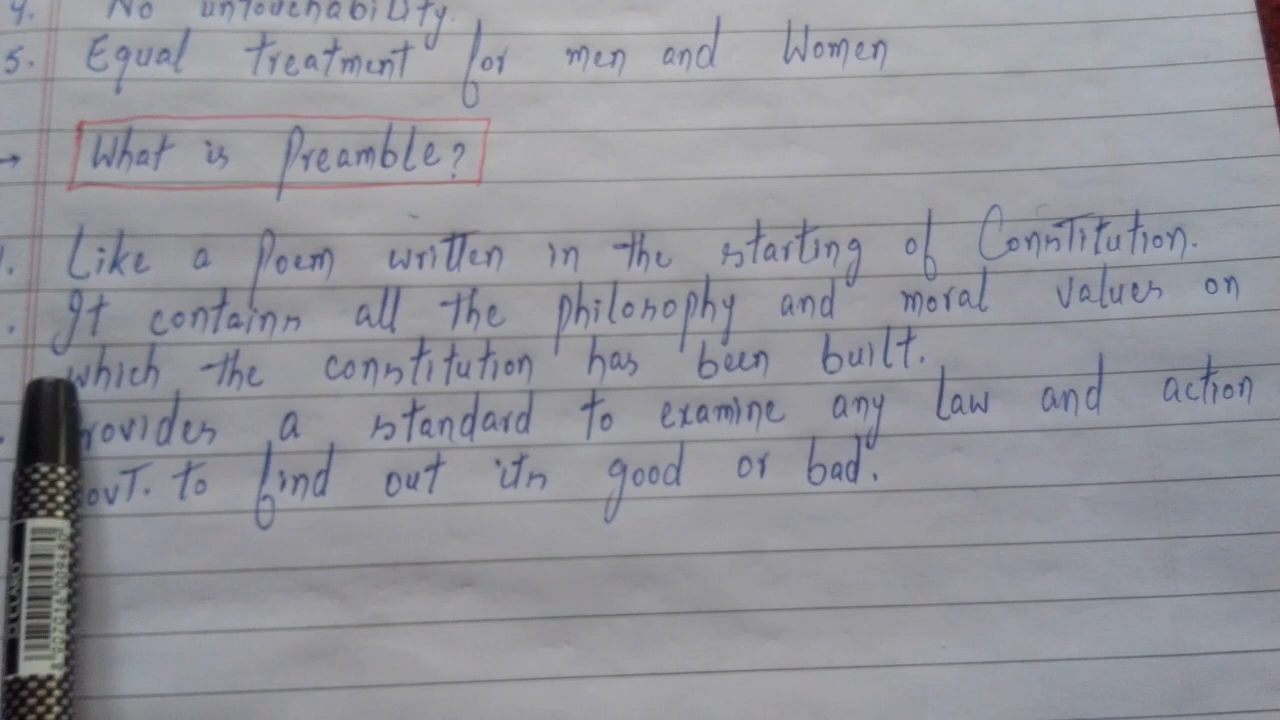 4. No untouchability.
5. Equal treatment for men and Women
→ What is Preamble?
1. Like a Poem written in the starting of Constitution.
. It contains all the philosophy and moral values on
which the constitution has been built.
. rovides a standard to examine any law and action
ovT. to find out its good or bad.